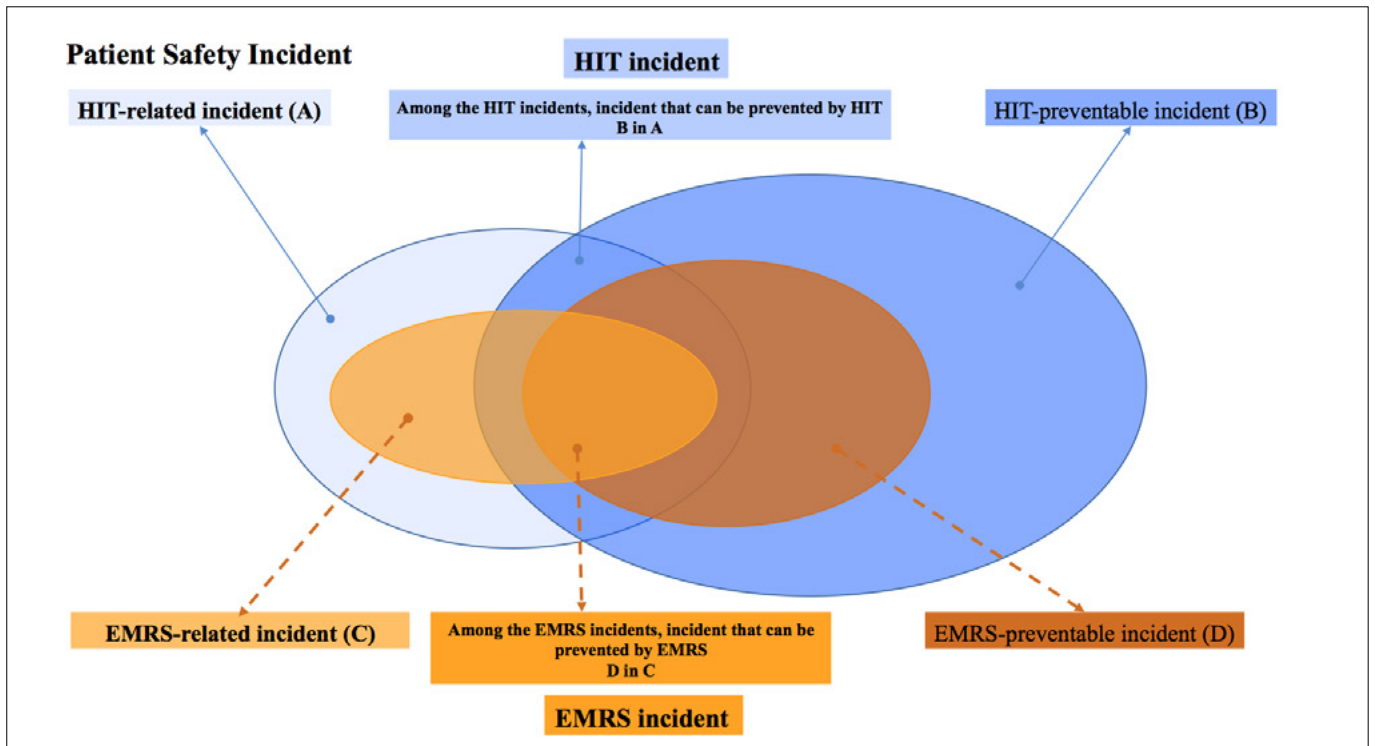 Patient Safety Incident
HIT incident
HIT-related incident (A)
Among the HIT incidents, incident that can be prevented by HIT
B in A
HIT-preventable incident (B)
EMRS-related incident (C)
Among the EMRS incidents, incident that can be
prevented by EMRS
D in C
EMRS-preventable incident (D)
EMRS incident